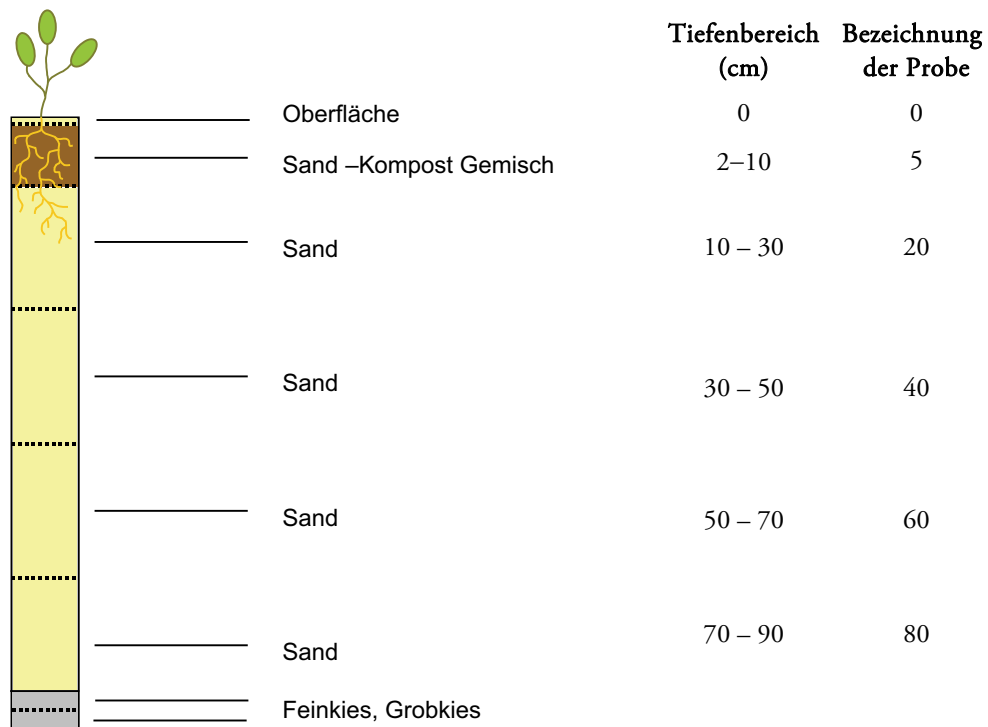 Tiefenbereich Bezeichnung
(cm) der Probe
Oberfläche 0 0
Sand –Kompost Gemisch 2–10 5
Sand 10 – 30 20
Sand 30 – 50 40
Sand 50 – 70 60
Sand 70 – 90 80
Feinkies, Grobkies